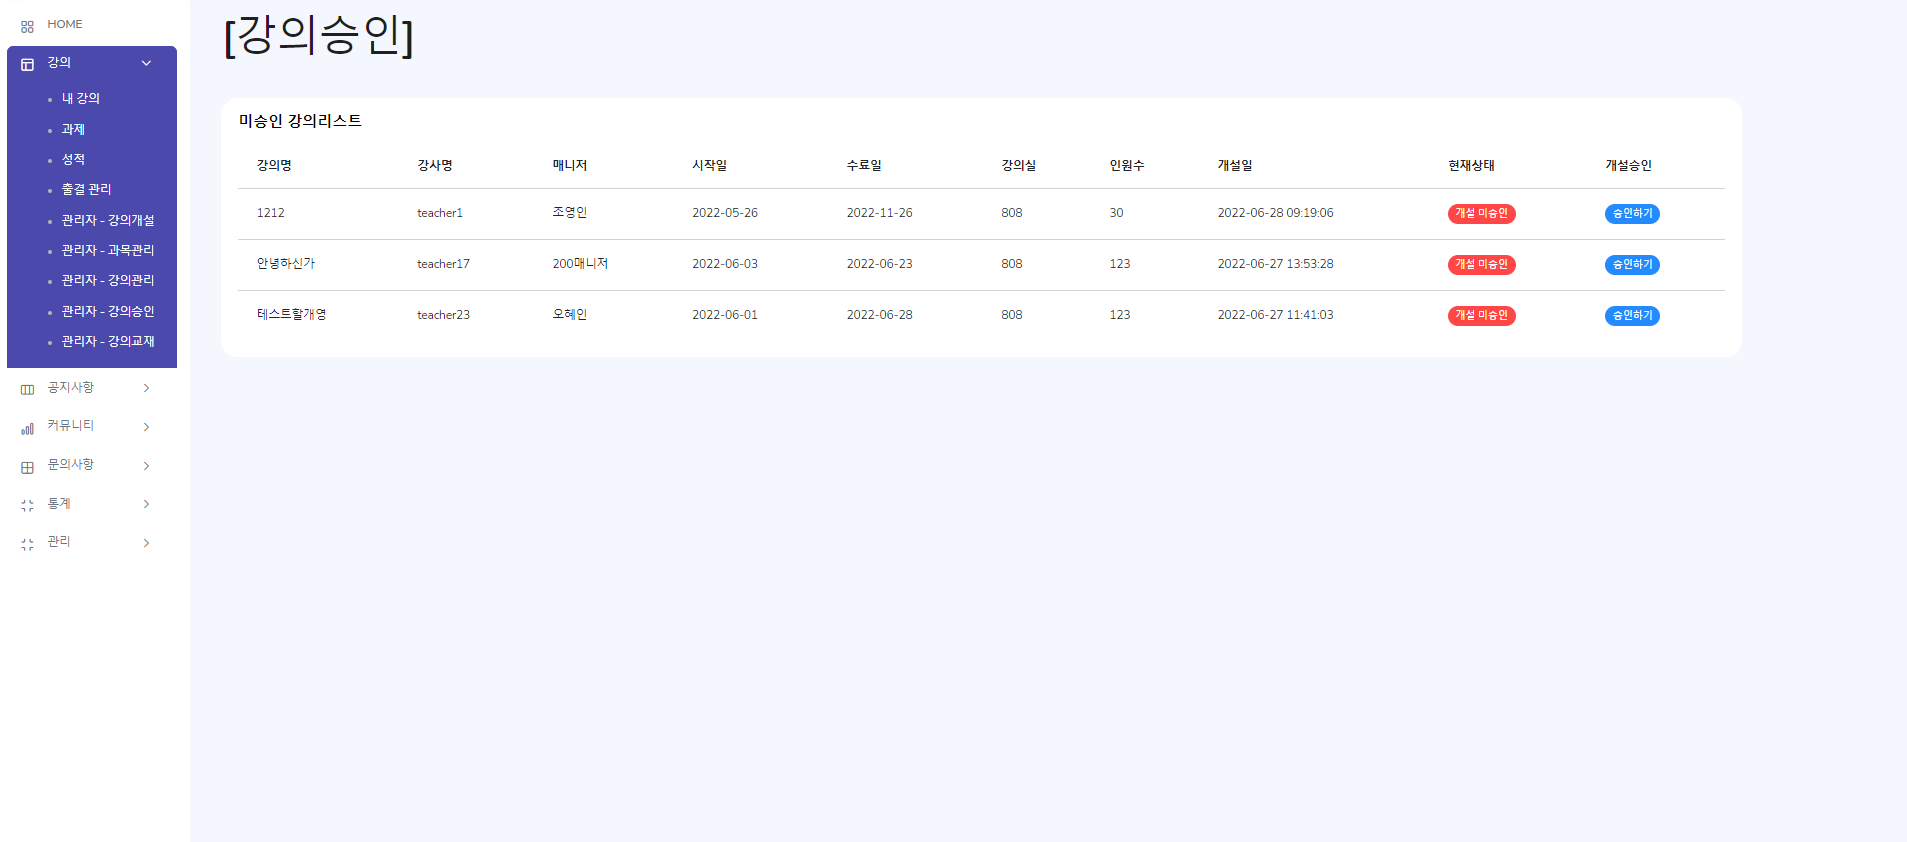 HOME
강의
내 강의
과제
성적
출결 관리
관리자 - 강의개설
관리자 - 과목관리
관리자 - 강의관리
관리자 - 강의승인
관리자 - 강의교재
공지사항
커뮤니티
문의사항
통계
관리
[강의승인]
미승인 강의리스트
강의명 강사명 매니저 시작일 수료일 강의실 인원수 개설일 현재상태 개설승인
1212 teacher1 조영인 2022-05-26 2022-11-26 808 30 2022-06-28 09:19:06 개설 미승인 승인하기
안녕하신가 teacher17 200매니저 2022-06-03 2022-06-23 808 123 2022-06-27 13:53:28 개설 미승인 승인하기
테스트할개영 teacher23 오혜인 2022-06-01 2022-06-28 808 123 2022-06-27 11:41:03 개설 미승인 승인하기